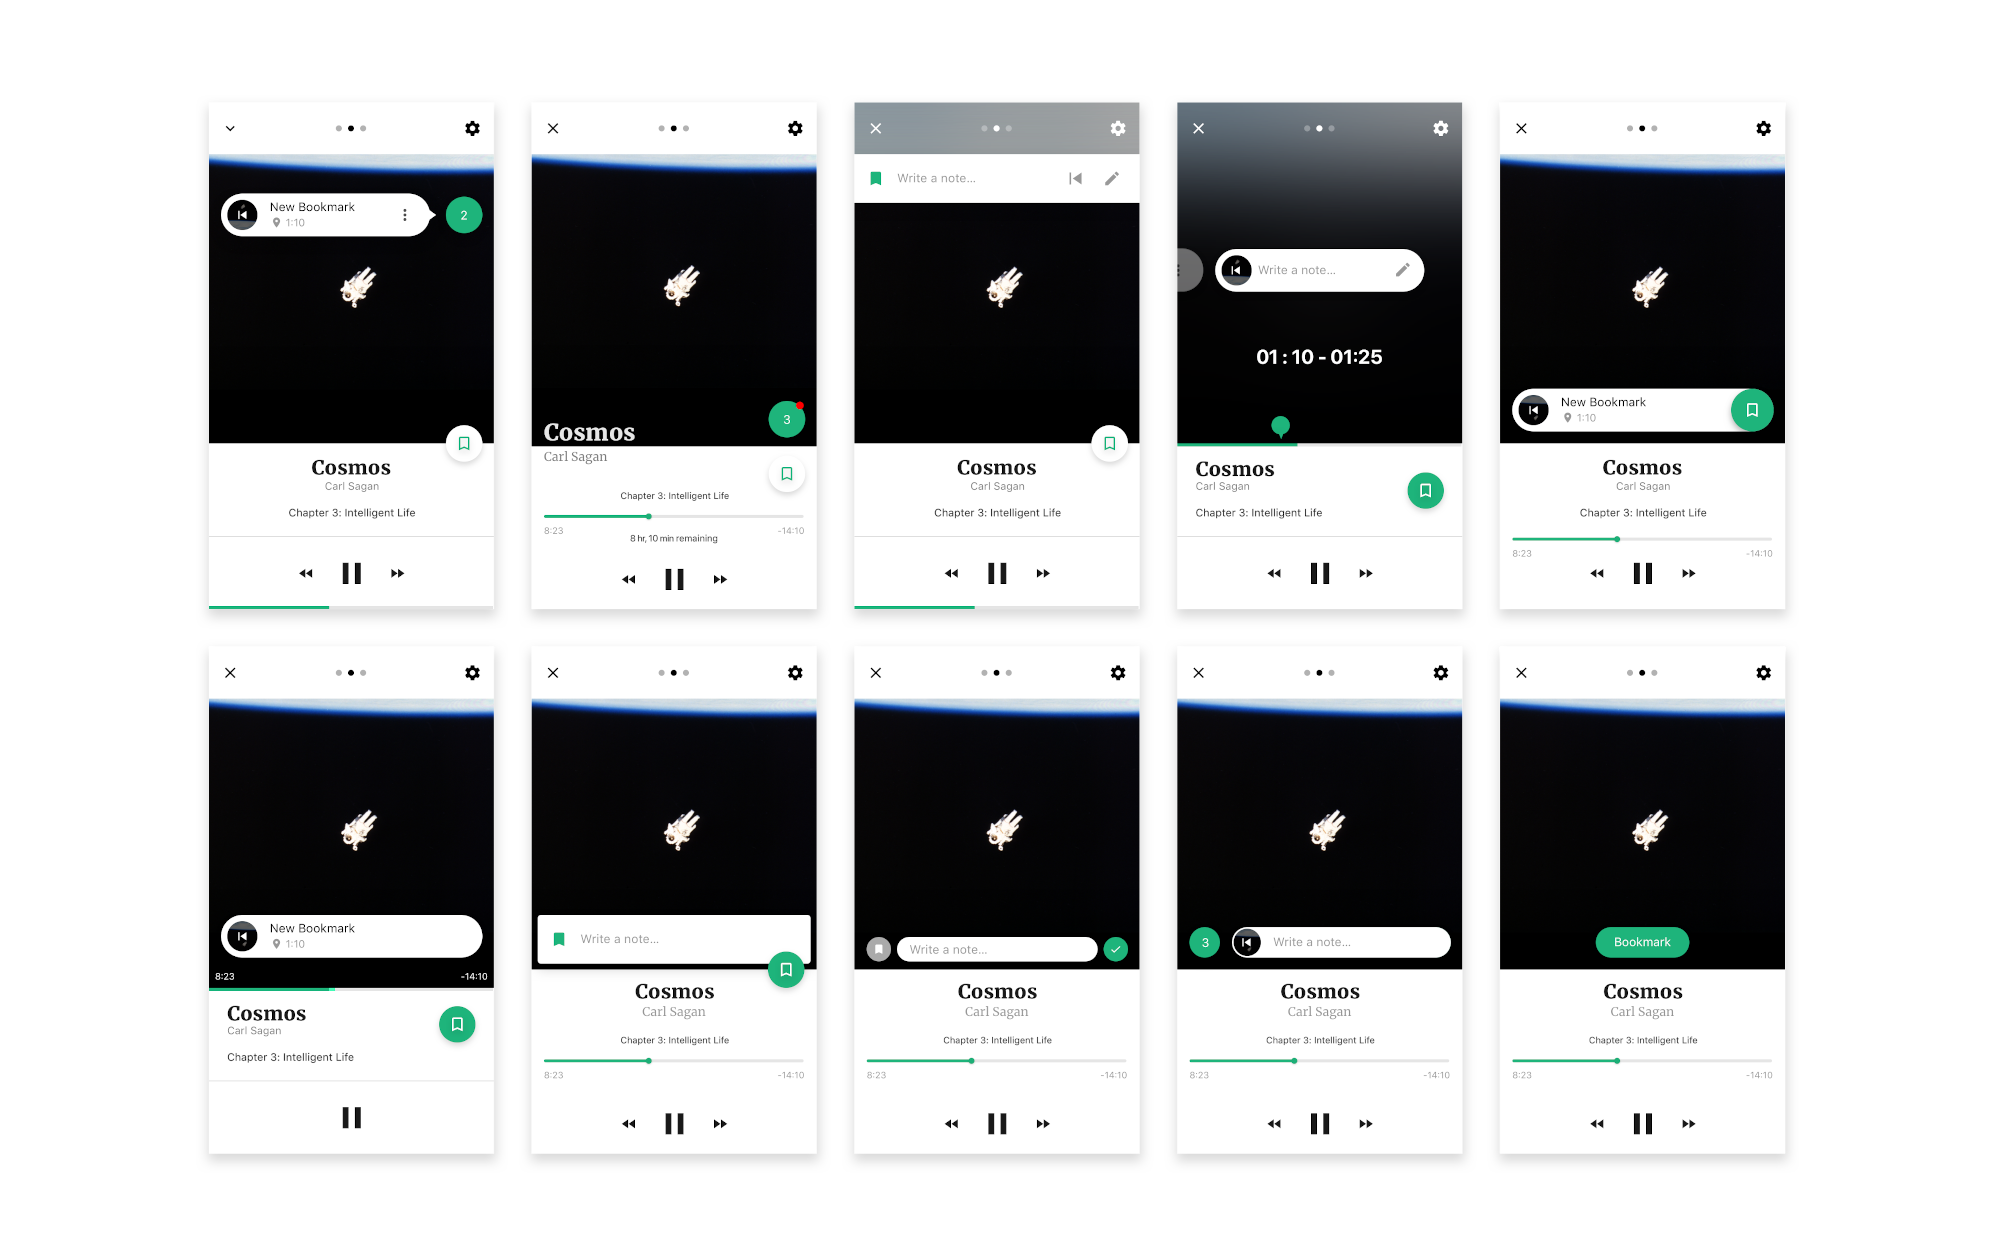 New Bookmark
1:10
2
Cosmos
Carl Sagan
Chapter 3: Intelligent Life
3
Cosmos
Carl Sagan
Chapter 3: Intelligent Life
8:23
-14:10
8 hr, 10 min remaining
Write a note...
Cosmos
Carl Sagan
Chapter 3: Intelligent Life
Write a note...
01 : 10 - 01:25
Cosmos
Carl Sagan
Chapter 3: Intelligent Life
New Bookmark
1:10
Cosmos
Carl Sagan
Chapter 3: Intelligent Life
8:23
-14:10
New Bookmark
1:10
8:23
-14:10
Cosmos
Carl Sagan
Chapter 3: Intelligent Life
Write a note...
Cosmos
Carl Sagan
Chapter 3: Intelligent Life
8:23
-14:10
Write a note...
Cosmos
Carl Sagan
Chapter 3: Intelligent Life
8:23
-14:10
3
Write a note...
Cosmos
Carl Sagan
Chapter 3: Intelligent Life
8:23
-14:10
Bookmark
Cosmos
Carl Sagan
Chapter 3: Intelligent Life
8:23
-14:10